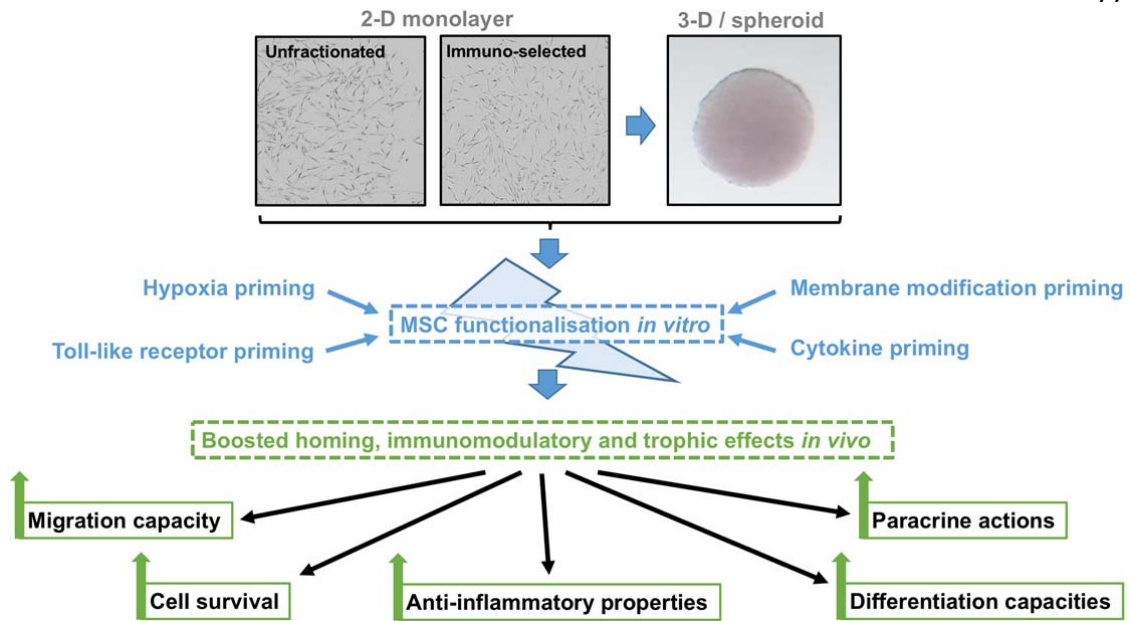 2-D monolayer
3-D / spheroid
Unfractionated
Immuno-selected
Hypoxia priming
Membrane modification priming
MSC functionalisation in vitro
Toll-like receptor priming
Cytokine priming
Boosted homing, immunomodulatory and trophic effects in vivo
Migration capacity
Paracrine actions
Cell survival
Anti-inflammatory properties
Differentiation capacities